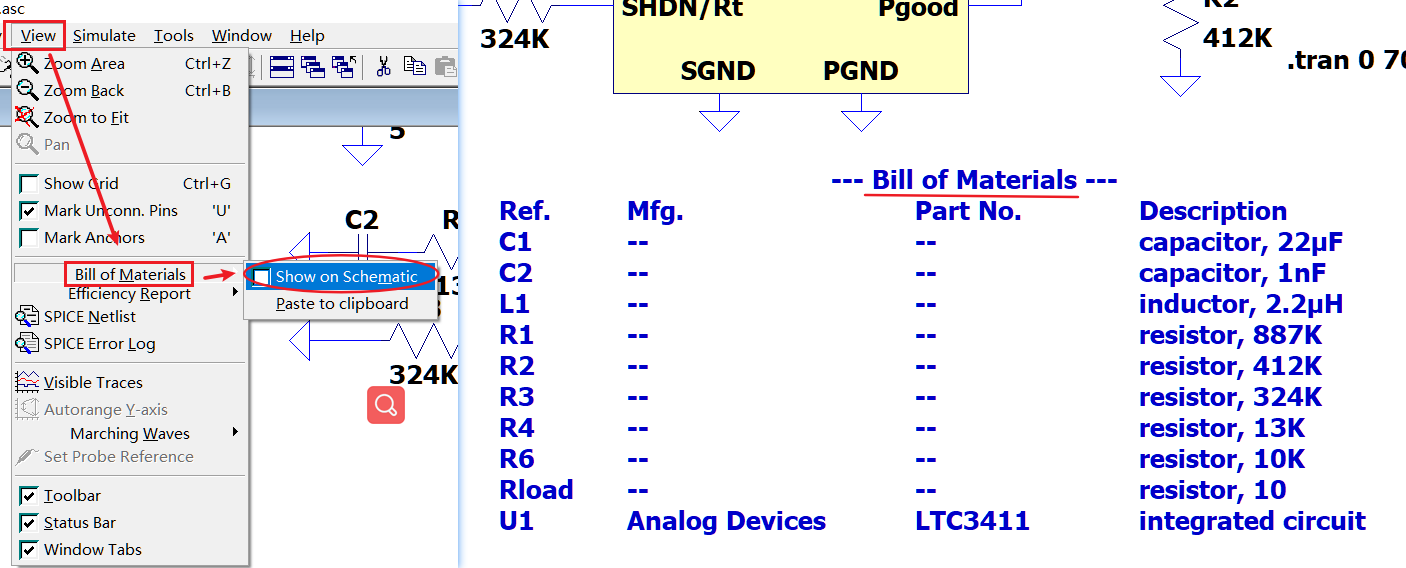 .asc
View Simulate Tools Window Help
Zoom Area Ctrl+Z
Zoom Back Ctrl+B
Zoom to Fit
Pan
Show Grid Ctrl+G
Mark Unconn. Pins 'U'
Mark Anchors 'A'
Bill of Materials
Efficiency Report
SPICE Netlist
SPICE Error Log
Visible Traces
Autorange Y-axis
Marching Waves
Set Probe Reference
Toolbar
Status Bar
Window Tabs
Show on Schematic
Paste to clipboard
5
C2
R
324K
324K
SHDN/Rt Pgood
SGND PGND
R2
412K
.tran 0 70
--- Bill of Materials ---
Ref. Mfg. Part No. Description
C1 -- -- capacitor, 22µF
C2 -- -- capacitor, 1nF
L1 -- -- inductor, 2.2µH
R1 -- -- resistor, 887K
R2 -- -- resistor, 412K
R3 -- -- resistor, 324K
R4 -- -- resistor, 13K
R6 -- -- resistor, 10K
Rload -- -- resistor, 10
U1 Analog Devices LTC3411 integrated circuit